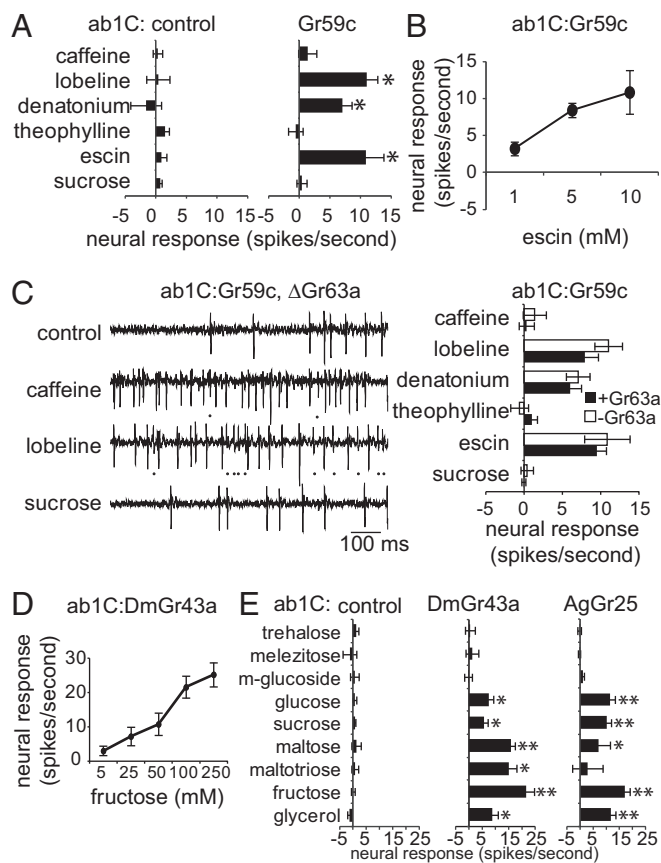 A
ab1C: control
Gr59c
caffeine
lobeline
denatonium
theophylline
escin
sucrose
*
*
*
-5 0 5 10 15
-5 0 5 10 15
neural response (spikes/second)
B
ab1C:Gr59c
neural response
(spikes/second)
15
10
5
0
-5
1 5 10
escin (mM)
C
ab1C:Gr59c, ΔGr63a
control
caffeine
lobeline
sucrose
100 ms
ab1C:Gr59c
caffeine
lobeline
denatonium
theophylline
escin
sucrose
+Gr63a
-Gr63a
-5 0 5 10 15
neural response
(spikes/second)
D
ab1C:DmGr43a
neural response
(spikes/second)
30
20
10
0
5 25 50 100 250
fructose (mM)
E
ab1C: control
DmGr43a
AgGr25
trehalose
melezitose
m-glucoside
glucose * **
sucrose * **
maltose ** *
maltotriose *
fructose ** **
glycerol * **
-5 5 15 25
-5 5 15 25
-5 5 15 25
neural response (spikes/second)